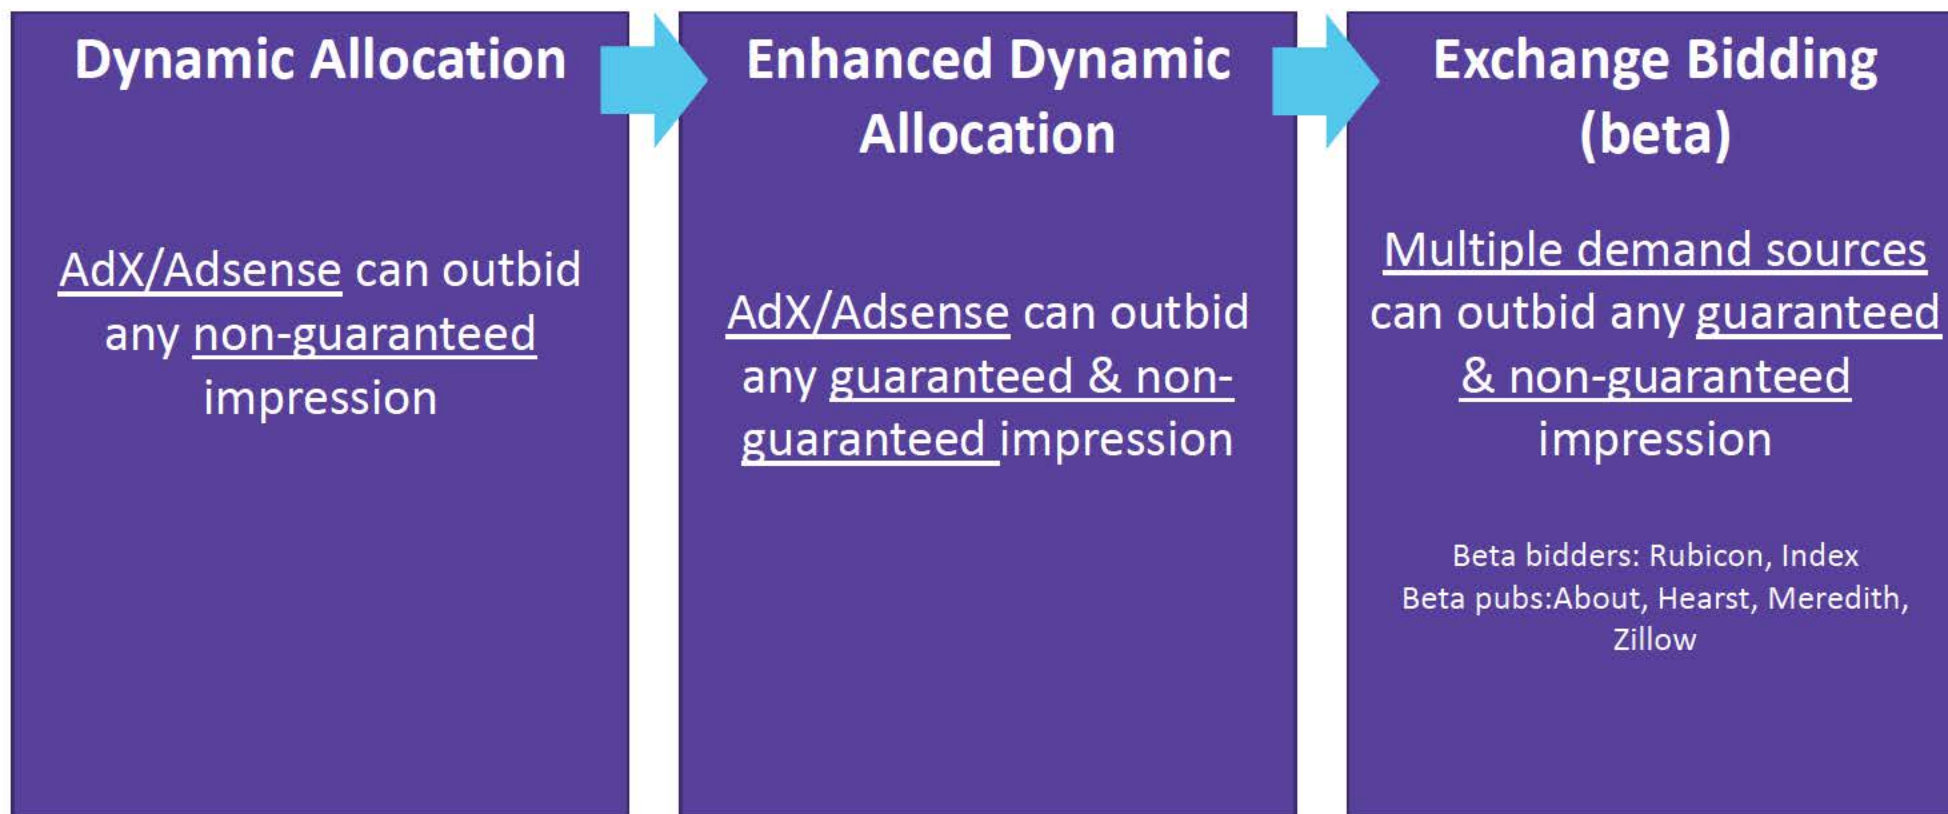 Dynamic Allocation
AdX/Adsense can outbid
any non-guaranteed
impression
Enhanced Dynamic
Allocation
AdX/Adsense can outbid
any guaranteed & non-
guaranteed impression
Exchange Bidding
(beta)
Multiple demand sources
can outbid any guaranteed
& non-guaranteed
impression
Beta bidders: Rubicon, Index
Beta pubs:About, Hearst, Meredith,
Zillow